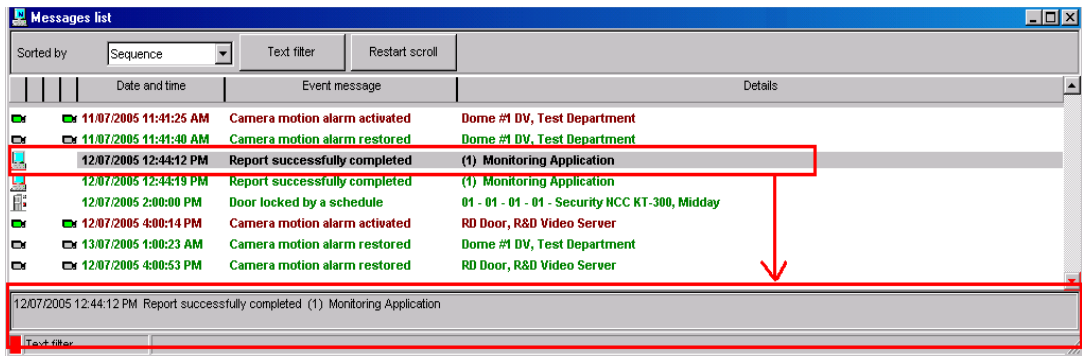 Messages list
Sorted by Sequence Text filter Restart scroll
Date and time Event message Details
11/07/2005 11:41:25 AM Camera motion alarm activated Dome #1 DV, Test Department
11/07/2005 11:41:40 AM Camera motion alarm restored Dome #1 DV, Test Department
12/07/2005 12:44:12 PM Report successfully completed (1) Monitoring Application
12/07/2005 12:44:19 PM Report successfully completed (1) Monitoring Application
12/07/2005 2:00:00 PM Door locked by a schedule 01 - 01 - 01 - 01 - Security NCC KT-300, Midday
12/07/2005 4:00:14 PM Camera motion alarm activated RD Door, R&D Video Server
13/07/2005 1:00:23 AM Camera motion alarm restored Dome #1 DV, Test Department
12/07/2005 4:00:53 PM Camera motion alarm restored RD Door, R&D Video Server
12/07/2005 12:44:12 PM Report successfully completed (1) Monitoring Application
Text filter